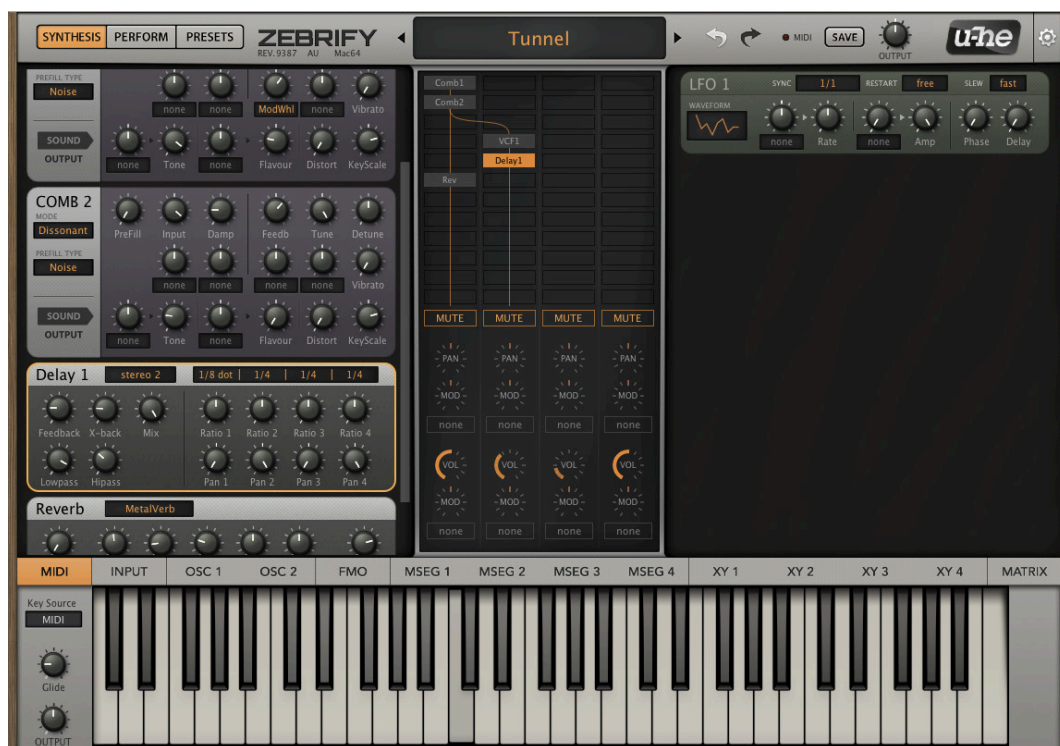 SYNTHESIS PERFORM PRESETS ZEBRIFY Tunnel MIDI SAVE u-he
REV. 9387 AU Mac64 OUTPUT
PREFILL TYPE
Noise
none none ModWhl none Vibrato
SOUND
OUTPUT
none Tone none Flavour Distort KeyScale
COMB 2
MODE
Dissonant
PreFill Input Damp Feedb Tune Detune
PREFILL TYPE
Noise
none none none none Vibrato
SOUND
OUTPUT
none Tone none Flavour Distort KeyScale
Delay 1 stereo 2 1/8 dot | 1/4 | 1/4 | 1/4
Feedback X-back Mix Ratio 1 Ratio 2 Ratio 3 Ratio 4
Lowpass Hipass Pan 1 Pan 2 Pan 3 Pan 4
Reverb MetalVerb
Comb1
Comb2
VCF1
Delay1
Rev
MUTE MUTE MUTE MUTE
PAN PAN PAN PAN
MOD MOD MOD MOD
none none none none
VOL VOL VOL VOL
MOD MOD MOD MOD
none none none none
LFO 1 SYNC 1/1 RESTART free SLEW fast
WAVEFORM
none Rate none Amp Phase Delay
MIDI INPUT OSC 1 OSC 2 FMO MSEG 1 MSEG 2 MSEG 3 MSEG 4 XY 1 XY 2 XY 3 XY 4 MATRIX
Key Source
MIDI
Glide
OUTPUT